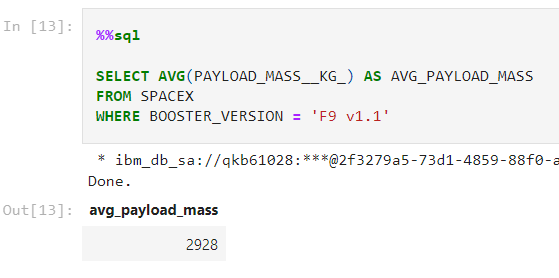 In [13]:
%%sql
SELECT AVG(PAYLOAD_MASS__KG_) AS AVG_PAYLOAD_MASS
FROM SPACEX
WHERE BOOSTER_VERSION = 'F9 v1.1'
* ibm_db_sa://qkb61028:***@2f3279a5-73d1-4859-88f0-a
Done.
Out[13]:
avg_payload_mass
2928